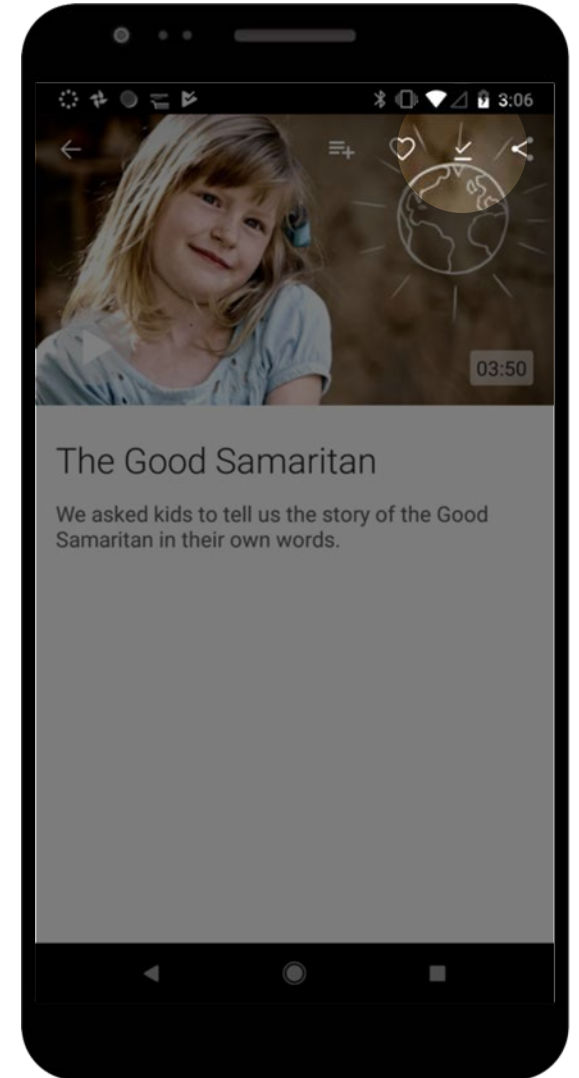 3:06
03:50
The Good Samaritan
We asked kids to tell us the story of the Good
Samaritan in their own words.